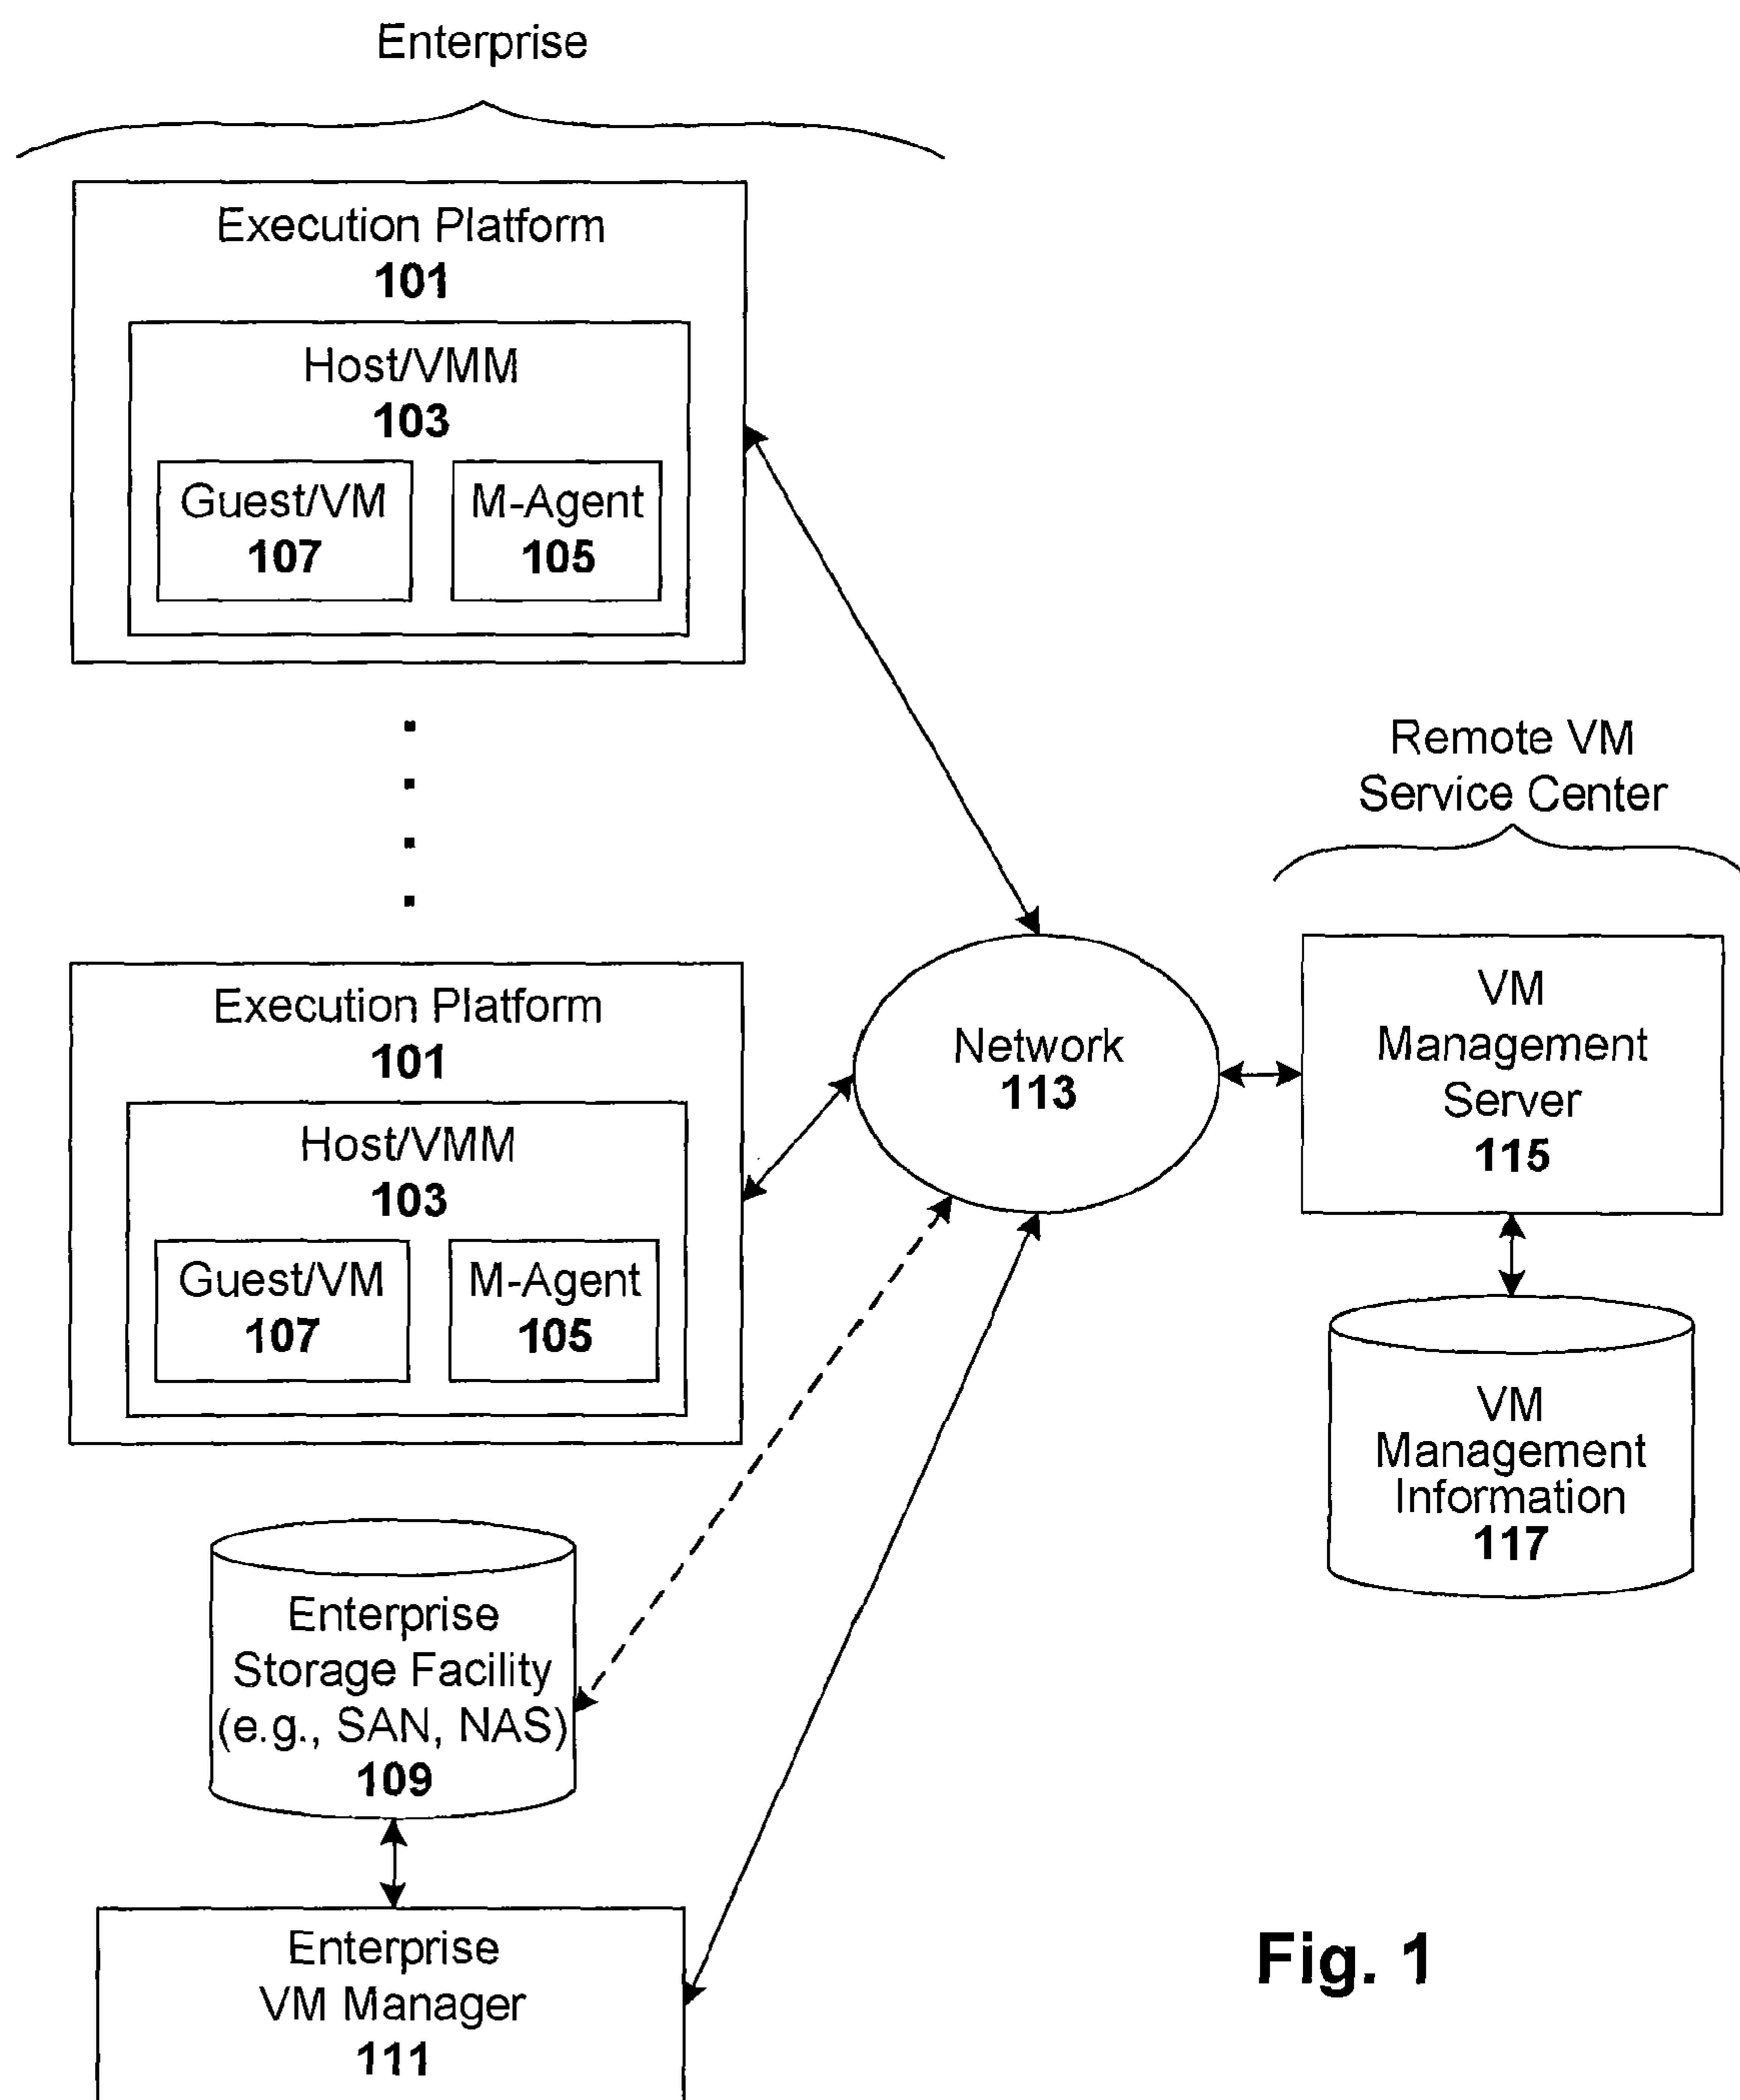 Enterprise
Execution Platform
101
Host/VMM
103
Guest/VM
107
M-Agent
105
Execution Platform
101
Host/VMM
103
Guest/VM
107
M-Agent
105
Enterprise
Storage Facility
(e.g., SAN, NAS)
109
Enterprise
VM Manager
111
Network
113
Remote VM
Service Center
VM
Management
Server
115
VM
Management
Information
117
Fig. 1